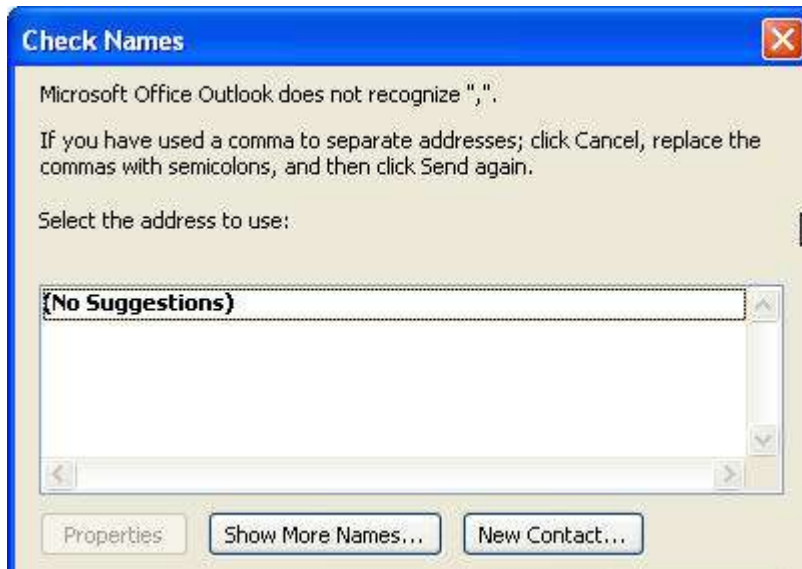 Check Names
Microsoft Office Outlook does not recognize ",".
If you have used a comma to separate addresses; click Cancel, replace the
commas with semicolons, and then click Send again.
Select the address to use:
(No Suggestions)
Properties Show More Names... New Contact...